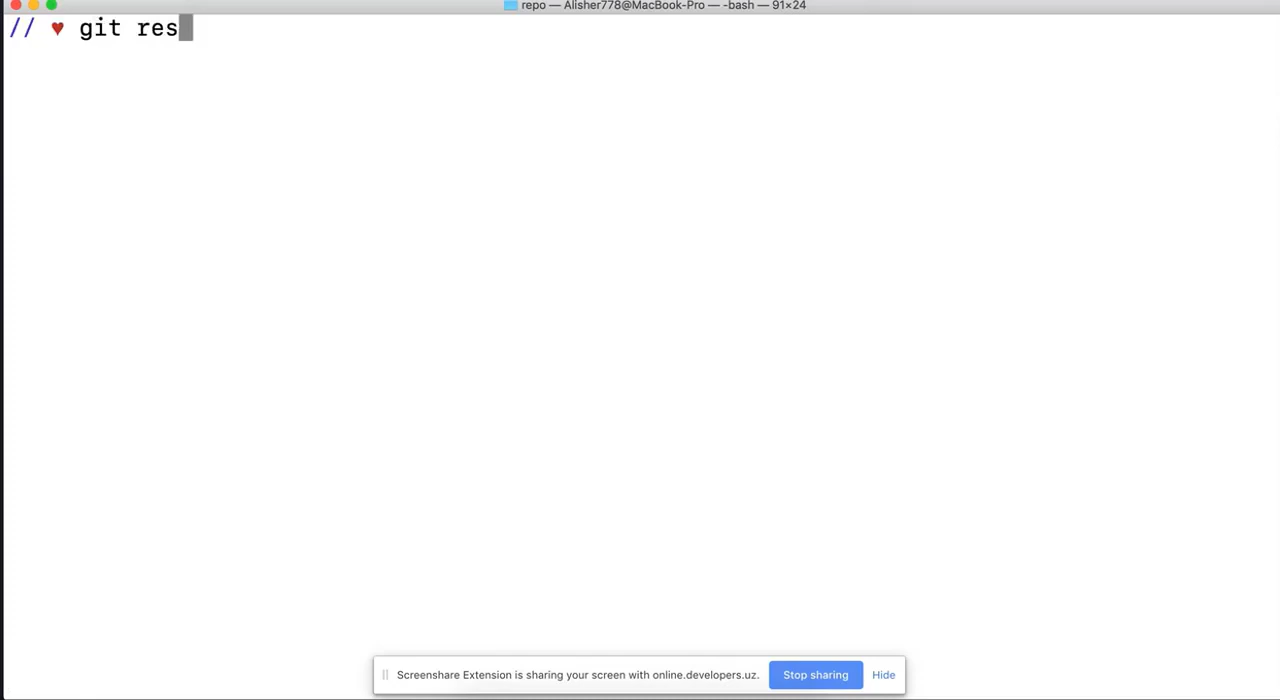 repo — Alisher778@MacBook-Pro — -bash — 91×24
// ♥ git res
Screenshare Extension is sharing your screen with online.developers.uz. Stop sharing Hide